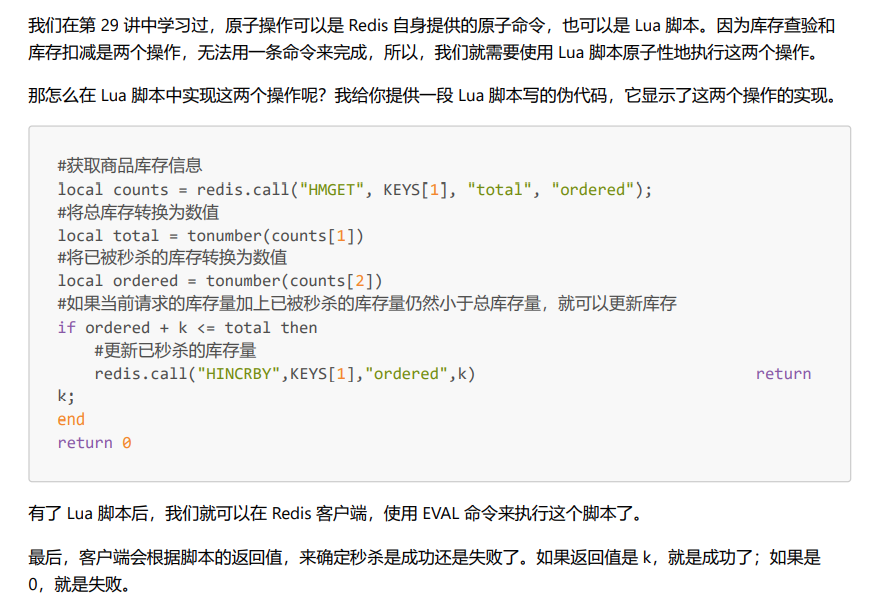 我们在第 29 讲中学习过，原子操作可以是 Redis 自身提供的原子命令，也可以是 Lua 脚本。因为库存查验和
库存扣减是两个操作，无法用一条命令来完成，所以，我们就需要使用 Lua 脚本原子性地执行这两个操作。
那怎么在 Lua 脚本中实现这两个操作呢？我给你提供一段 Lua 脚本写的伪代码，它显示了这两个操作的实现。
#获取商品库存信息
local counts = redis.call("HMGET", KEYS[1], "total", "ordered");
#将总库存转换为数值
local total = tonumber(counts[1])
#将已被秒杀的库存转换为数值
local ordered = tonumber(counts[2])
#如果当前请求的库存量加上已被秒杀的库存量仍然小于总库存量，就可以更新库存
if ordered + k <= total then
    #更新已秒杀的库存量
    redis.call("HINCRBY",KEYS[1],"ordered",k)                              return
k;
end
return 0
有了 Lua 脚本后，我们就可以在 Redis 客户端，使用 EVAL 命令来执行这个脚本了。
最后，客户端会根据脚本的返回值，来确定秒杀是成功还是失败了。如果返回值是 k，就是成功了；如果是
0，就是失败。